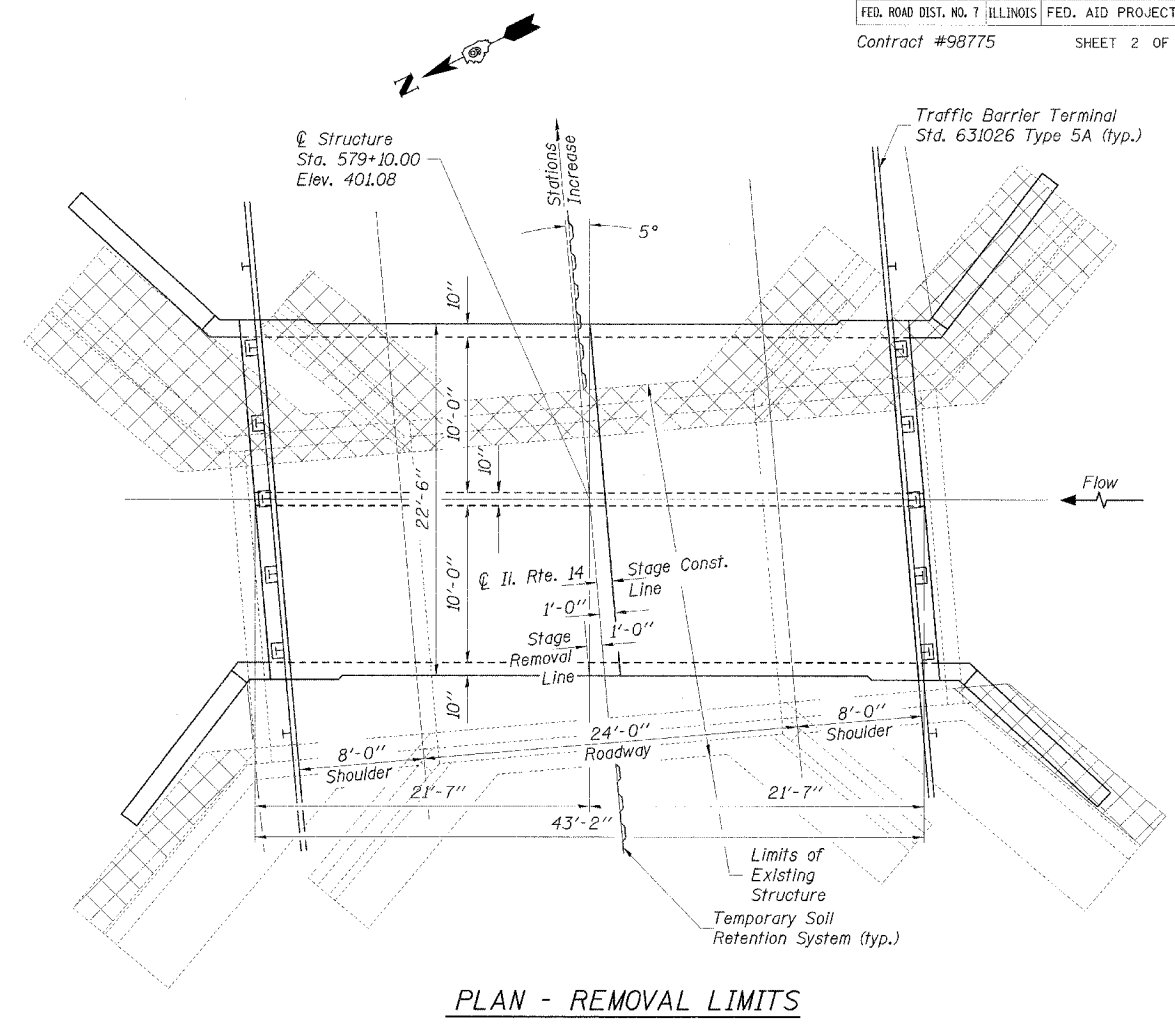 FED. ROAD DIST. NO. 7 ILLINOIS FED. AID PROJECT
Contract #98775 SHEET 2 OF
N
Traffic Barrier Terminal
Std. 631026 Type 5A (typ.)
℄ Structure
Sta. 579+10.00
Elev. 401.08
Stations
Increase
5°
10"
10'-0"
10"
22'-6"
Flow
10'-0"
℄ Il. Rte. 14
Stage Const.
Line
1'-0"
1'-0"
Stage
Removal
Line
10"
8'-0"
Shoulder
24'-0"
Roadway
8'-0"
Shoulder
21'-7"
21'-7"
43'-2"
Limits of
Existing
Structure
Temporary Soil
Retention System (typ.)
PLAN - REMOVAL LIMITS